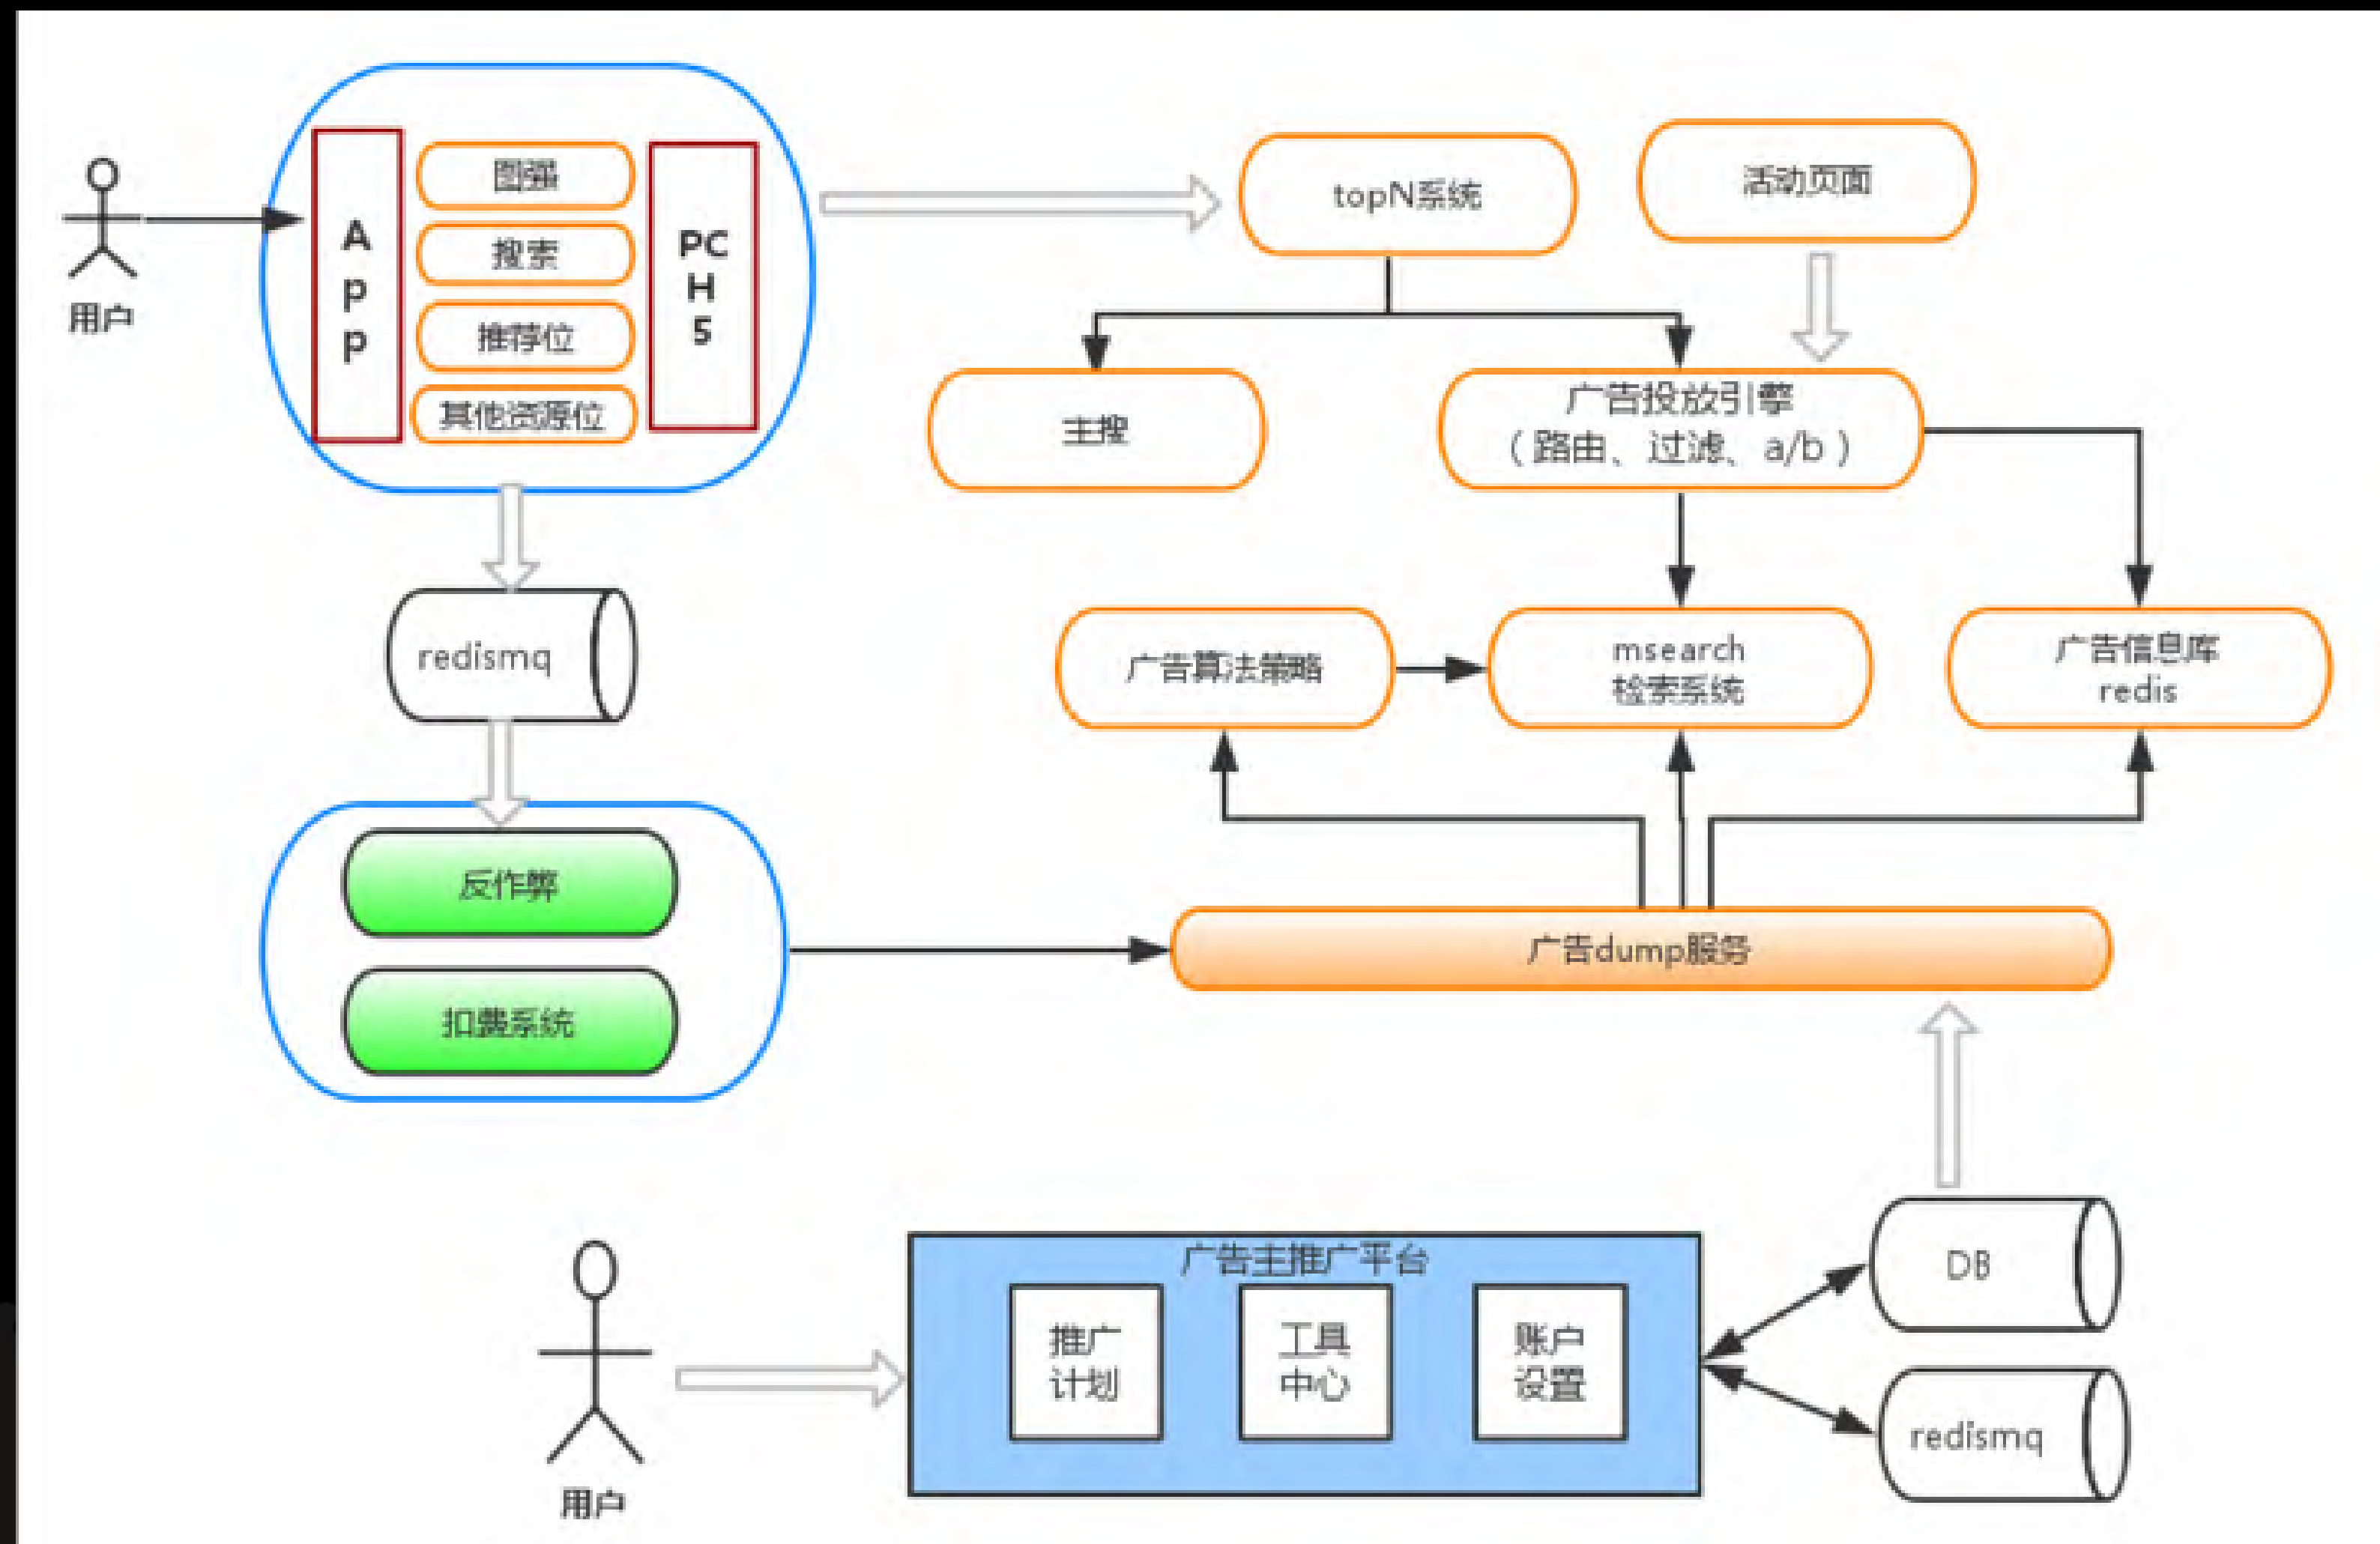 用户
App
图强
搜索
推荐位
其他资源位
PC
H
5
topN系统
活动页面
主搜
广告投放引擎
（路由、过滤、a/b）
redismq
广告算法策略
msearch
检索系统
广告信息库
redis
反作弊
扣费系统
广告dump服务
广告主推广平台
推广
计划
工具
中心
账户
设置
DB
redismq
用户